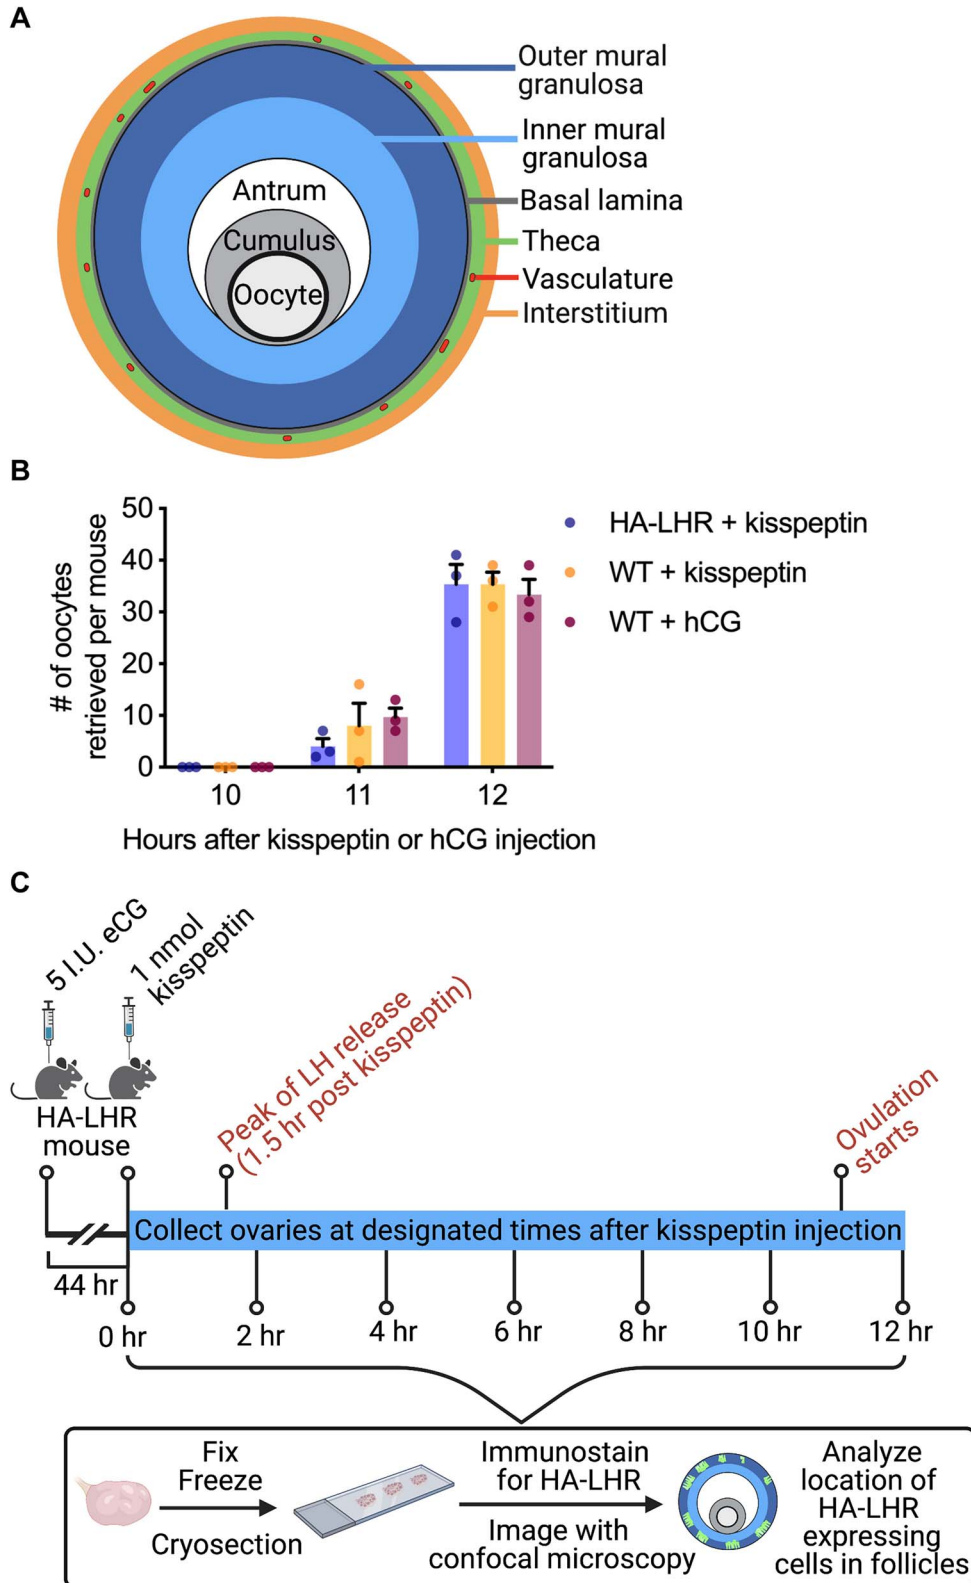 A
Outer mural
granulosa
Inner mural
granulosa
Antrum
Basal lamina
Cumulus
Theca
Oocyte
Vasculature
Interstitium
B
# of oocytes
retrieved per mouse
50
40
30
20
10
0
10
11
12
Hours after kisspeptin or hCG injection
HA-LHR + kisspeptin
WT + kisspeptin
WT + hCG
C
5 I.U. eCG
1 nmol
kisspeptin
HA-LHR
mouse
Peak of LH release
(1.5 hr post kisspeptin)
Ovulation
starts
Collect ovaries at designated times after kisspeptin injection
44 hr
0 hr
2 hr
4 hr
6 hr
8 hr
10 hr
12 hr
Fix
Freeze
Cryosection
Immunostain
for HA-LHR
Image with
confocal microscopy
Analyze
location of
HA-LHR
expressing
cells in follicles